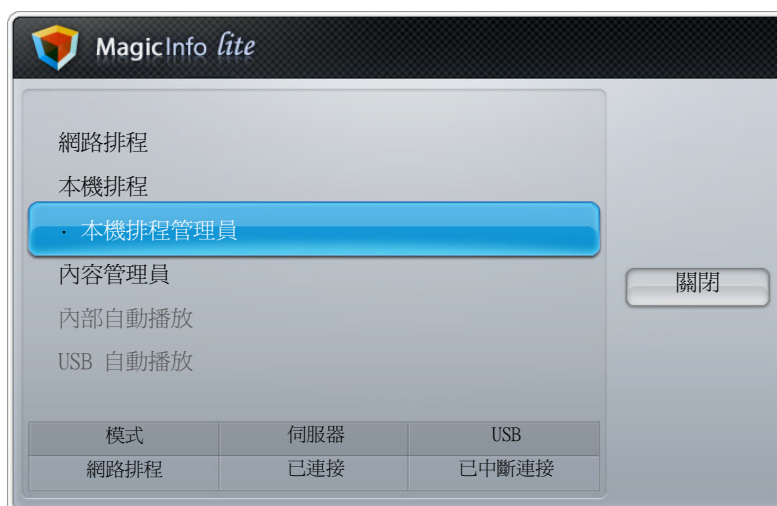 MagicInfo lite
網路排程
本機排程
· 本機排程管理員
內容管理員
內部自動播放
USB 自動播放
關閉
模式 伺服器 USB
網路排程 已連接 已中斷連接